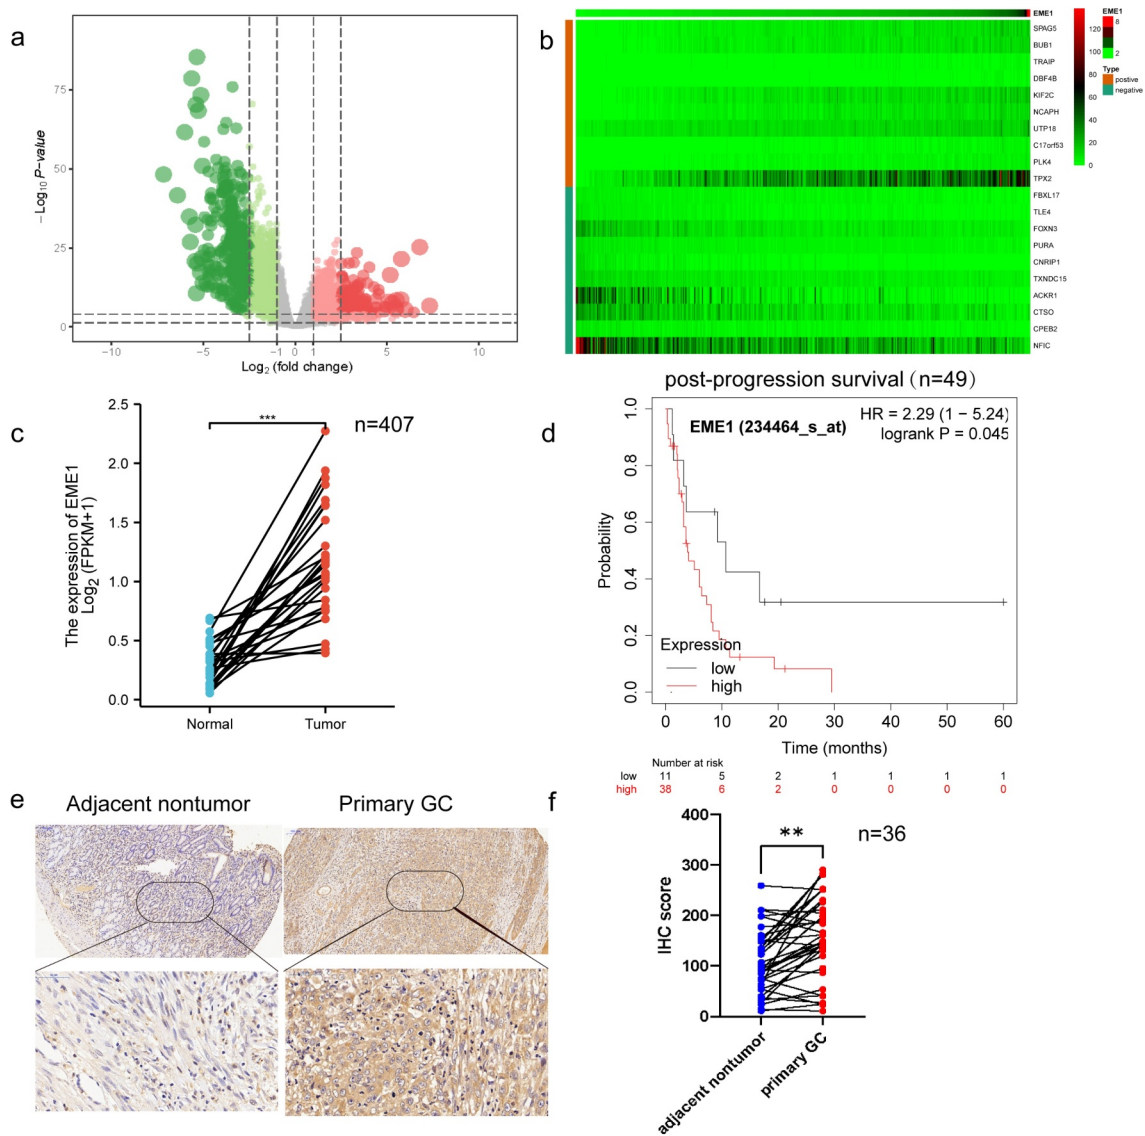 a
75
50
25
0
− Log10 P−value
−10
−5
−1
0
1
5
10
Log2 (fold change)
b
EME1
SPAG5
BUB1
TRAIP
DBF4B
KIF2C
NCAPH
UTP18
C17orf53
PLK4
TPX2
FBXL17
TLE4
FOXN3
PURA
CNRIP1
TXNDC15
ACKR1
CTSO
CPEB2
NFIC
120
100
80
60
40
20
0
EME1
8
2
Type
postive
negative
c
2.5
2.0
1.5
1.0
0.5
0.0
The expression of EME1
Log2 (FPKM+1)
***
n=407
Normal
Tumor
d
post-progression survival (n=49)
EME1 (234464_s_at)
HR = 2.29 (1 − 5.24)
logrank P = 0.045
1.0
0.8
0.6
0.4
0.2
0.0
Probability
Expression
low
high
0 10 20 30 40 50 60
Time (months)
Number at risk
low 11 5 2 1 1 1 1
high 38 6 2 0 0 0 0
e
Adjacent nontumor
Primary GC
f
400
300
200
100
0
IHC score
**
n=36
adjacent nontumor
primary GC